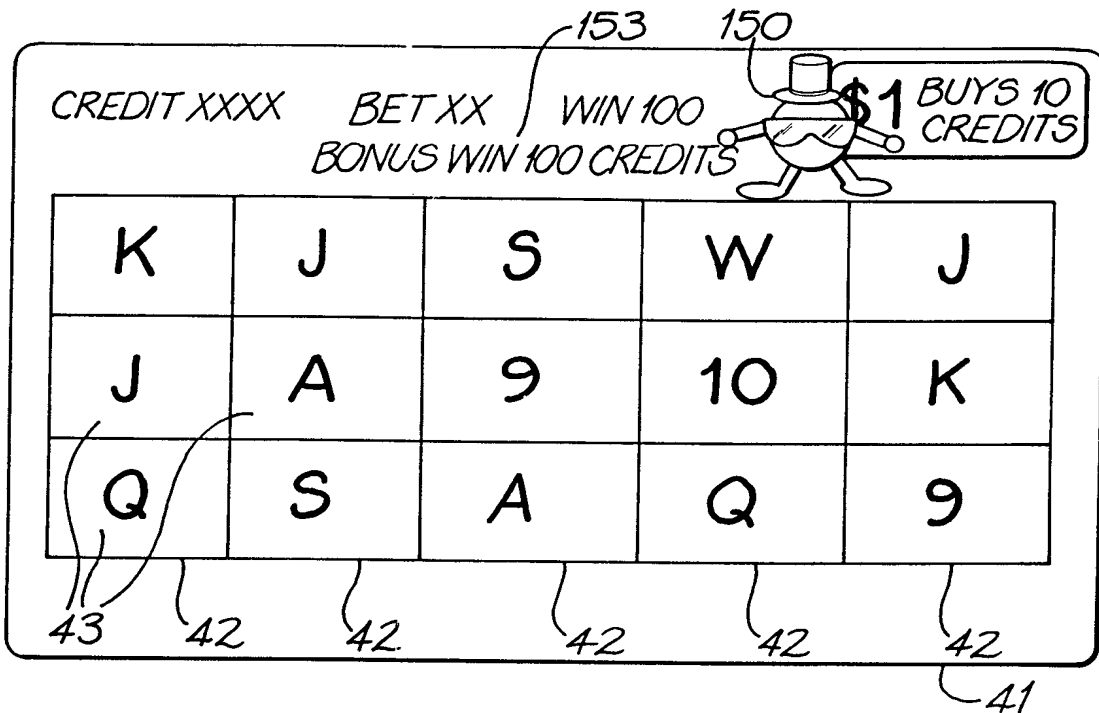 153 150
CREDIT XXXX BET XX WIN 100 $1 BUYS 10
CREDITS
BONUS WIN 100 CREDITS
K J S W J
J A 9 10 K
Q S A Q 9
43 42 42. 42 42 42
41